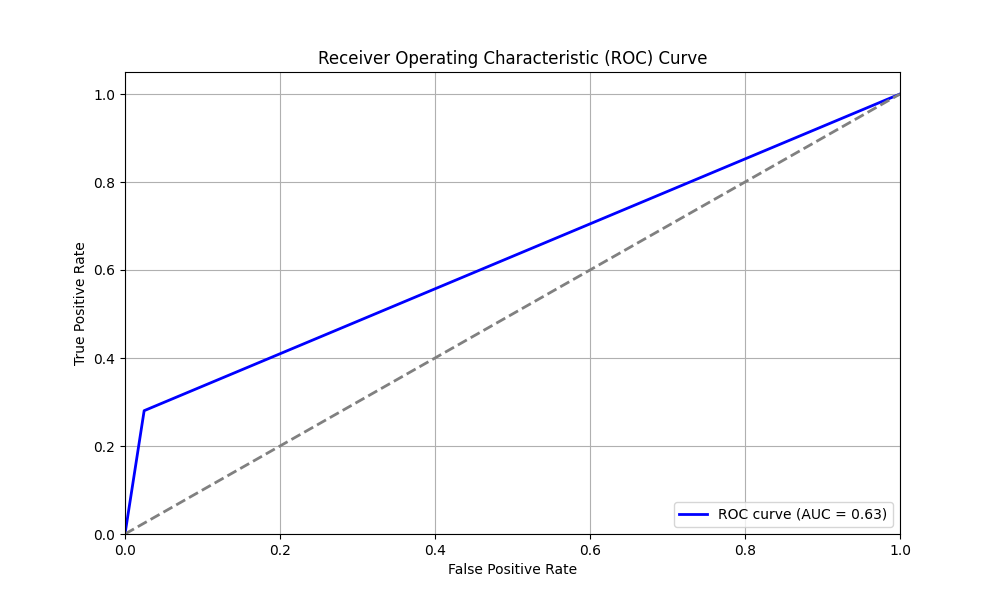 Receiver Operating Characteristic (ROC) Curve
True Positive Rate
1.0
0.8
0.6
0.4
0.2
0.0
ROC curve (AUC = 0.63)
0.0 0.2 0.4 0.6 0.8 1.0
False Positive Rate